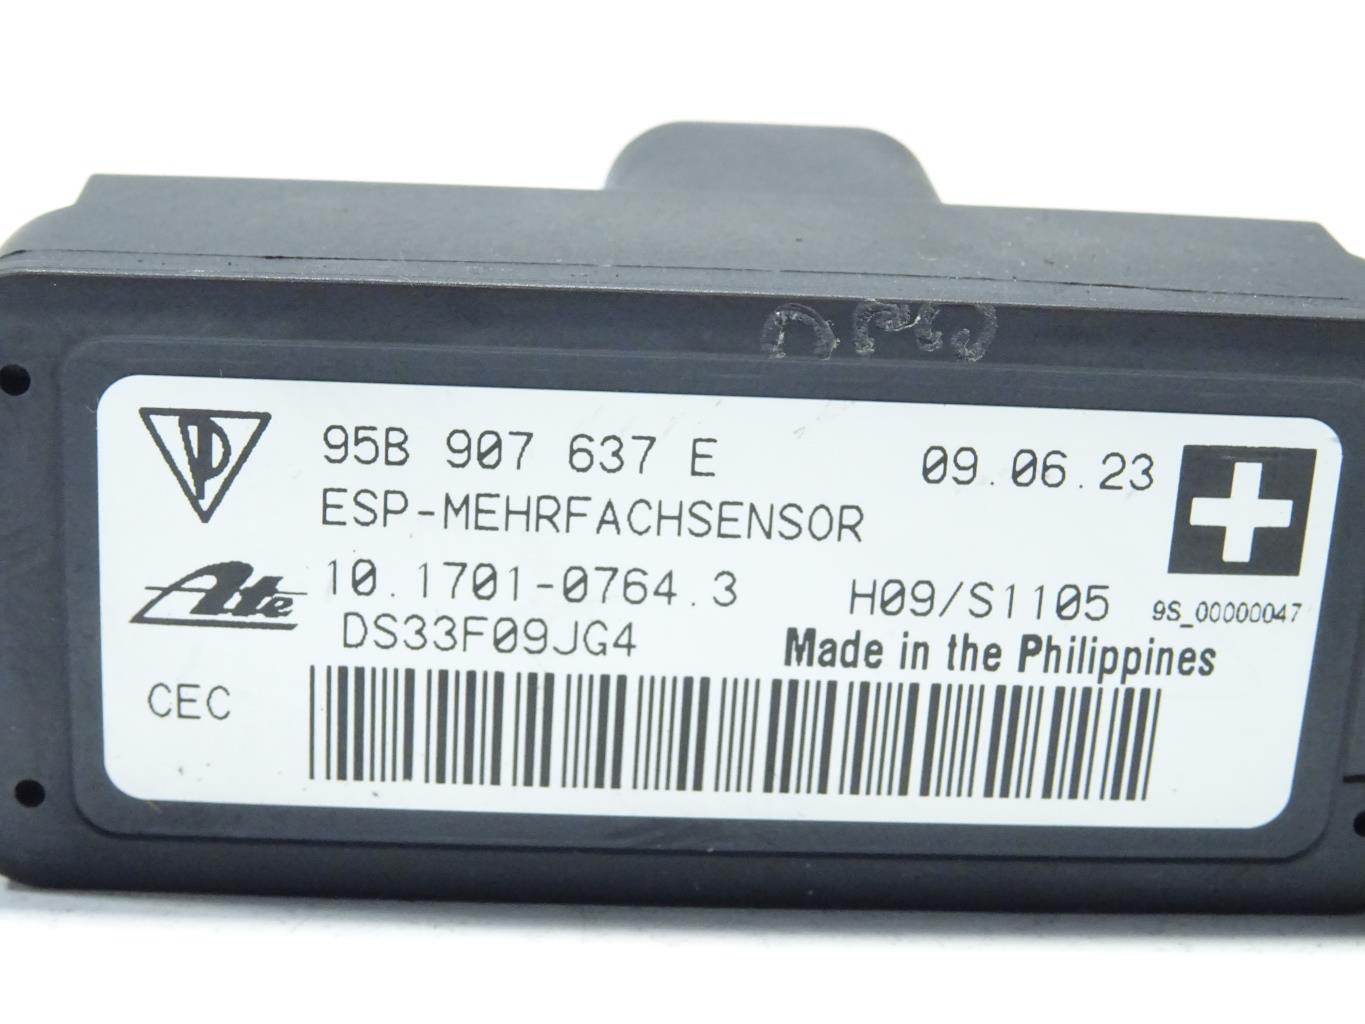 95B 907 637 E 09.06.23
ESP-MEHRFACHSENSOR
Ate 10.1701-0764.3 H09/S1105 9S_00000047
DS33F09JG4 Made in the Philippines
CEC